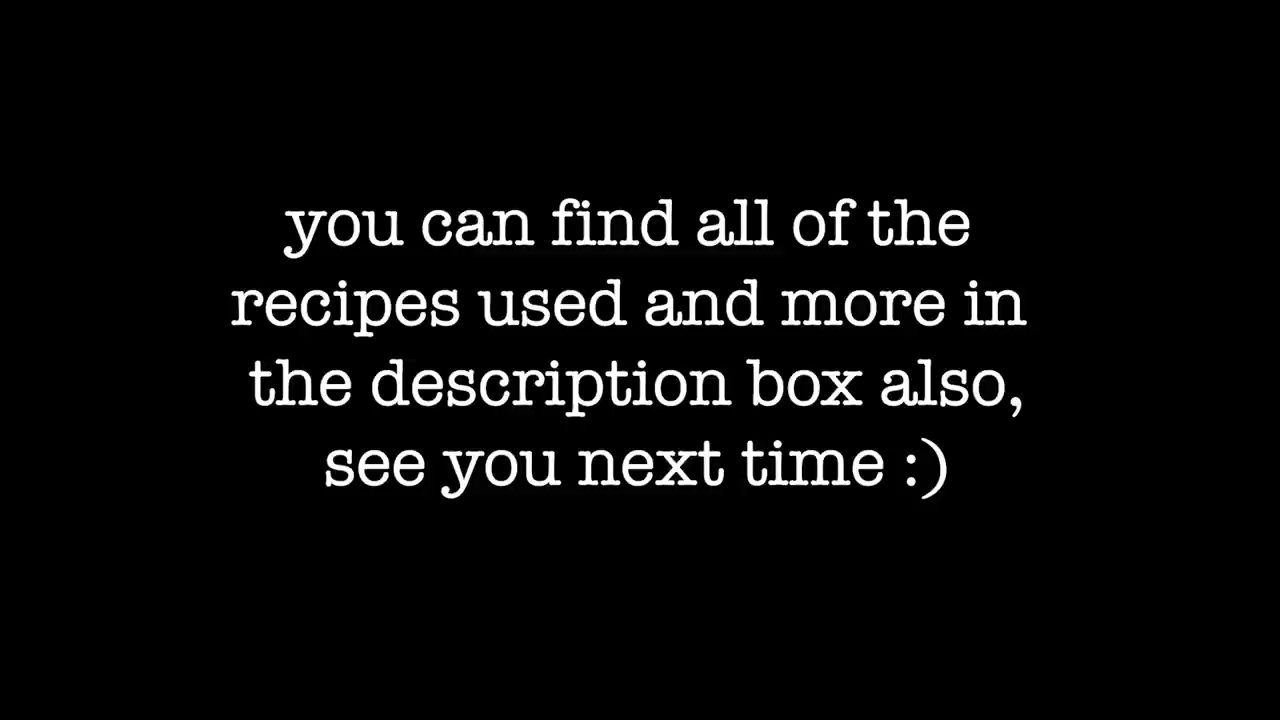 you can find all of the
recipes used and more in
the description box also,
see you next time :)